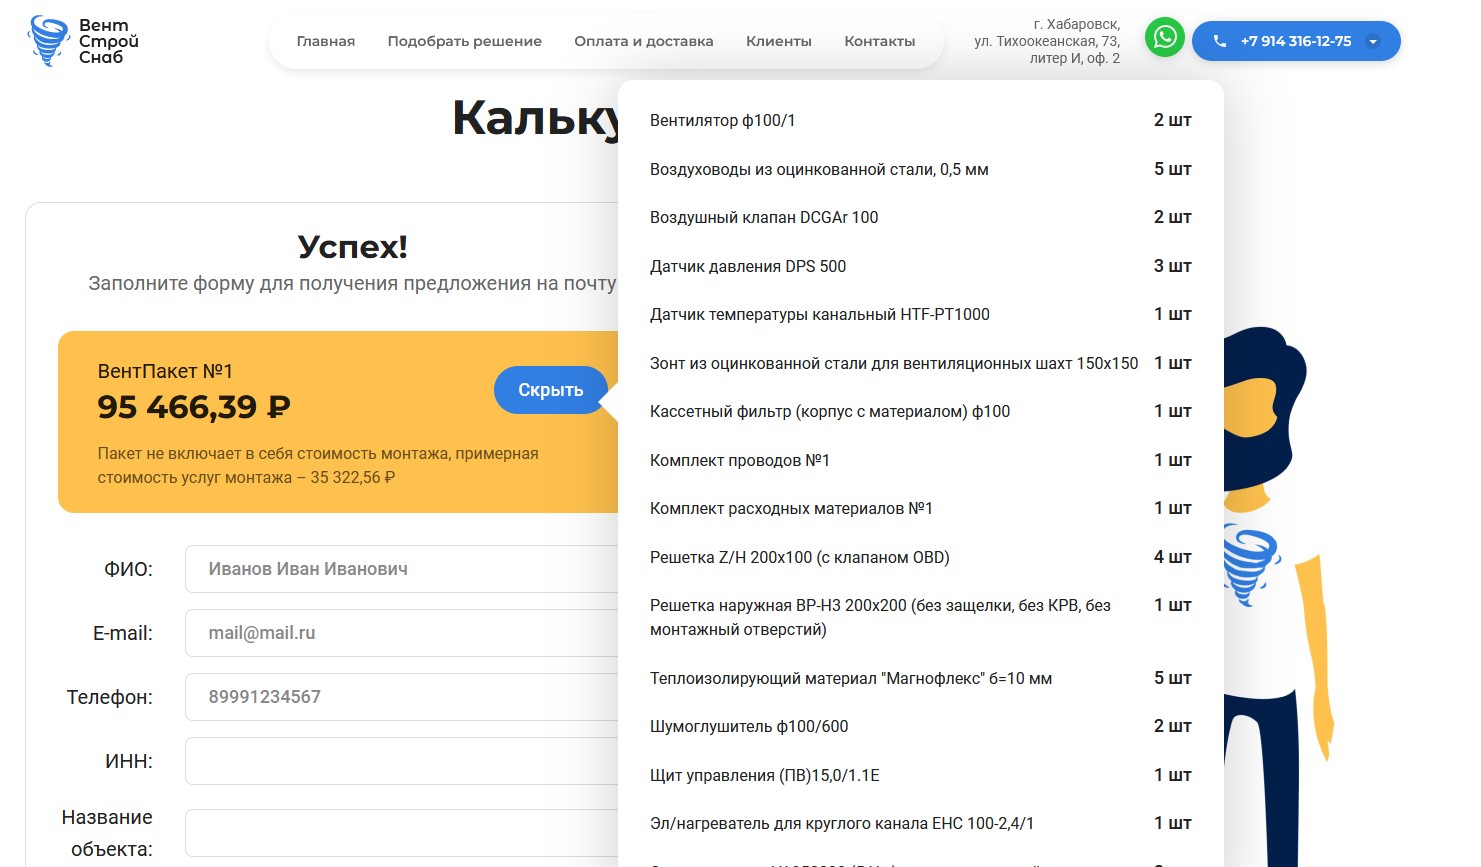 Вент
Строй
Снаб
Главная
Подобрать решение
Оплата и доставка
Клиенты
Контакты
г. Хабаровск,
ул. Тихоокеанская, 73,
литер И, оф. 2
+7 914 316-12-75
Кальку
Успех!
Заполните форму для получения предложения на почту
ВентПакет №1
95 466,39 ₽
Скрыть
Пакет не включает в себя стоимость монтажа, примерная
стоимость услуг монтажа – 35 322,56 ₽
ФИО:
Иванов Иван Иванович
E-mail:
mail@mail.ru
Телефон:
89991234567
ИНН:
Название
объекта:
Вентилятор ф100/1 2 шт
Воздуховоды из оцинкованной стали, 0,5 мм 5 шт
Воздушный клапан DCGAr 100 2 шт
Датчик давления DPS 500 3 шт
Датчик температуры канальный HTF-PT1000 1 шт
Зонт из оцинкованной стали для вентиляционных шахт 150x150 1 шт
Кассетный фильтр (корпус с материалом) ф100 1 шт
Комплект проводов №1 1 шт
Комплект расходных материалов №1 1 шт
Решетка Z/H 200x100 (с клапаном OBD) 4 шт
Решетка наружная ВР-Н3 200x200 (без защелки, без КРВ, без 1 шт
монтажный отверстий)
Теплоизолирующий материал "Магнофлекс" б=10 мм 5 шт
Шумоглушитель ф100/600 2 шт
Щит управления (ПВ)15,0/1.1Е 1 шт
Эл/нагреватель для круглого канала ЕНС 100-2,4/1 1 шт